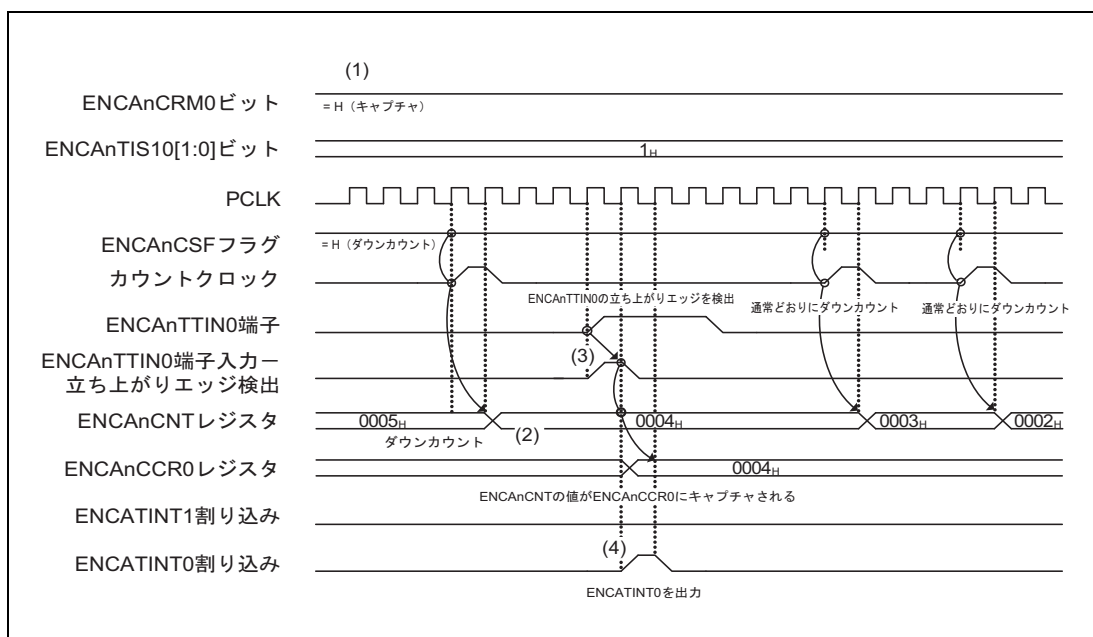 (1)
ENCAnCRM0ビット
= H（キャプチャ）
ENCAnTIS10[1:0]ビット
1H
PCLK
ENCAnCSFフラグ
= H（ダウンカウント）
カウントクロック
ENCAnTTIN0の立ち上がりエッジを検出
通常どおりにダウンカウント
通常どおりにダウンカウント
ENCAnTTIN0端子
(3)
ENCAnTTIN0端子入力ー
立ち上がりエッジ検出
ENCAnCNTレジスタ
0005H
0004H
0003H
0002H
ダウンカウント
(2)
ENCAnCCR0レジスタ
0004H
ENCAnCNTの値がENCAnCCR0にキャプチャされる
ENCATINT1割り込み
(4)
ENCATINT0割り込み
ENCATINT0を出力